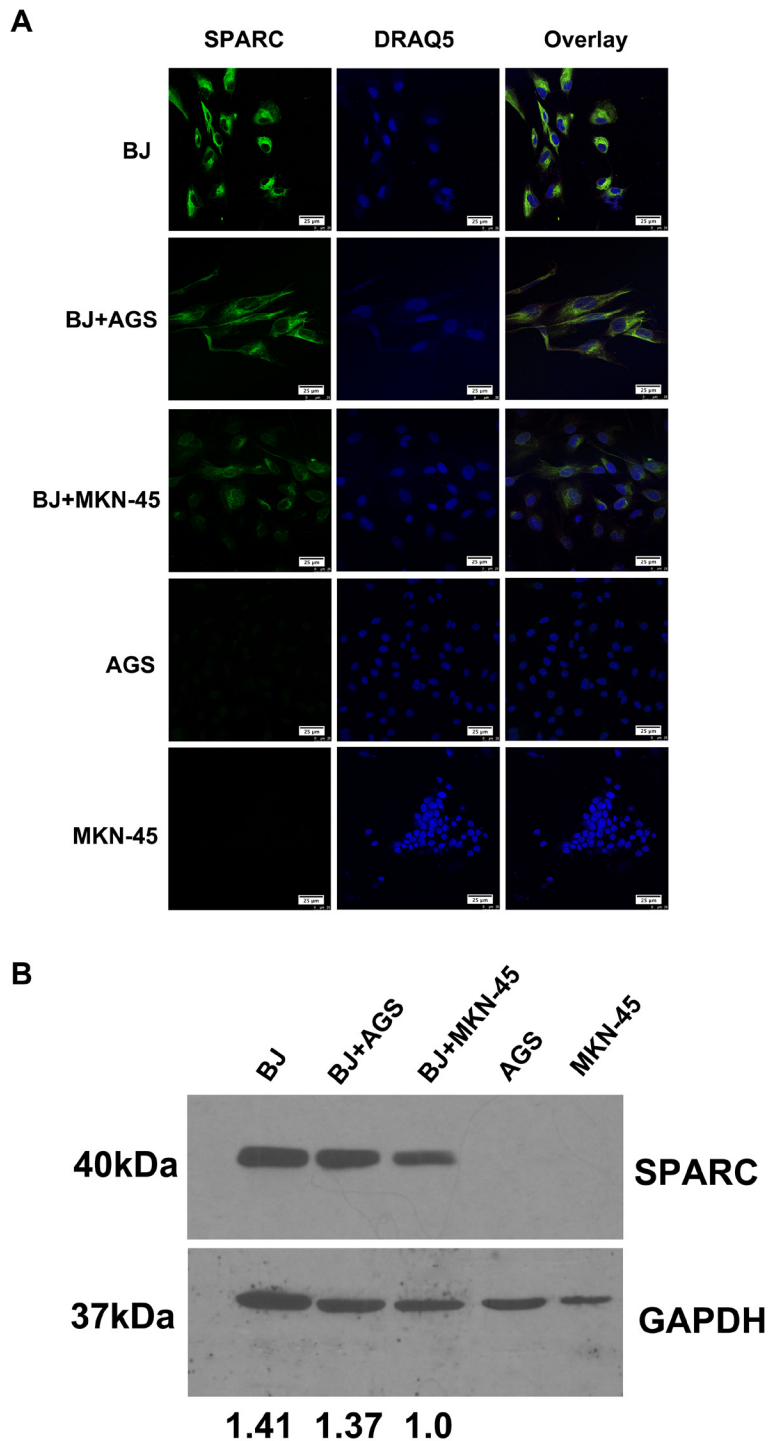 A
SPARC DRAQ5 Overlay
BJ
25 µm 25 µm 25 µm
BJ+AGS
25 µm 25 µm 25 µm
BJ+MKN-45
25 µm 25 µm 25 µm
AGS
25 µm 25 µm 25 µm
MKN-45
25 µm 25 µm 25 µm
B
BJ BJ+AGS BJ+MKN-45 AGS MKN-45
40kDa SPARC
37kDa GAPDH
1.41 1.37 1.0